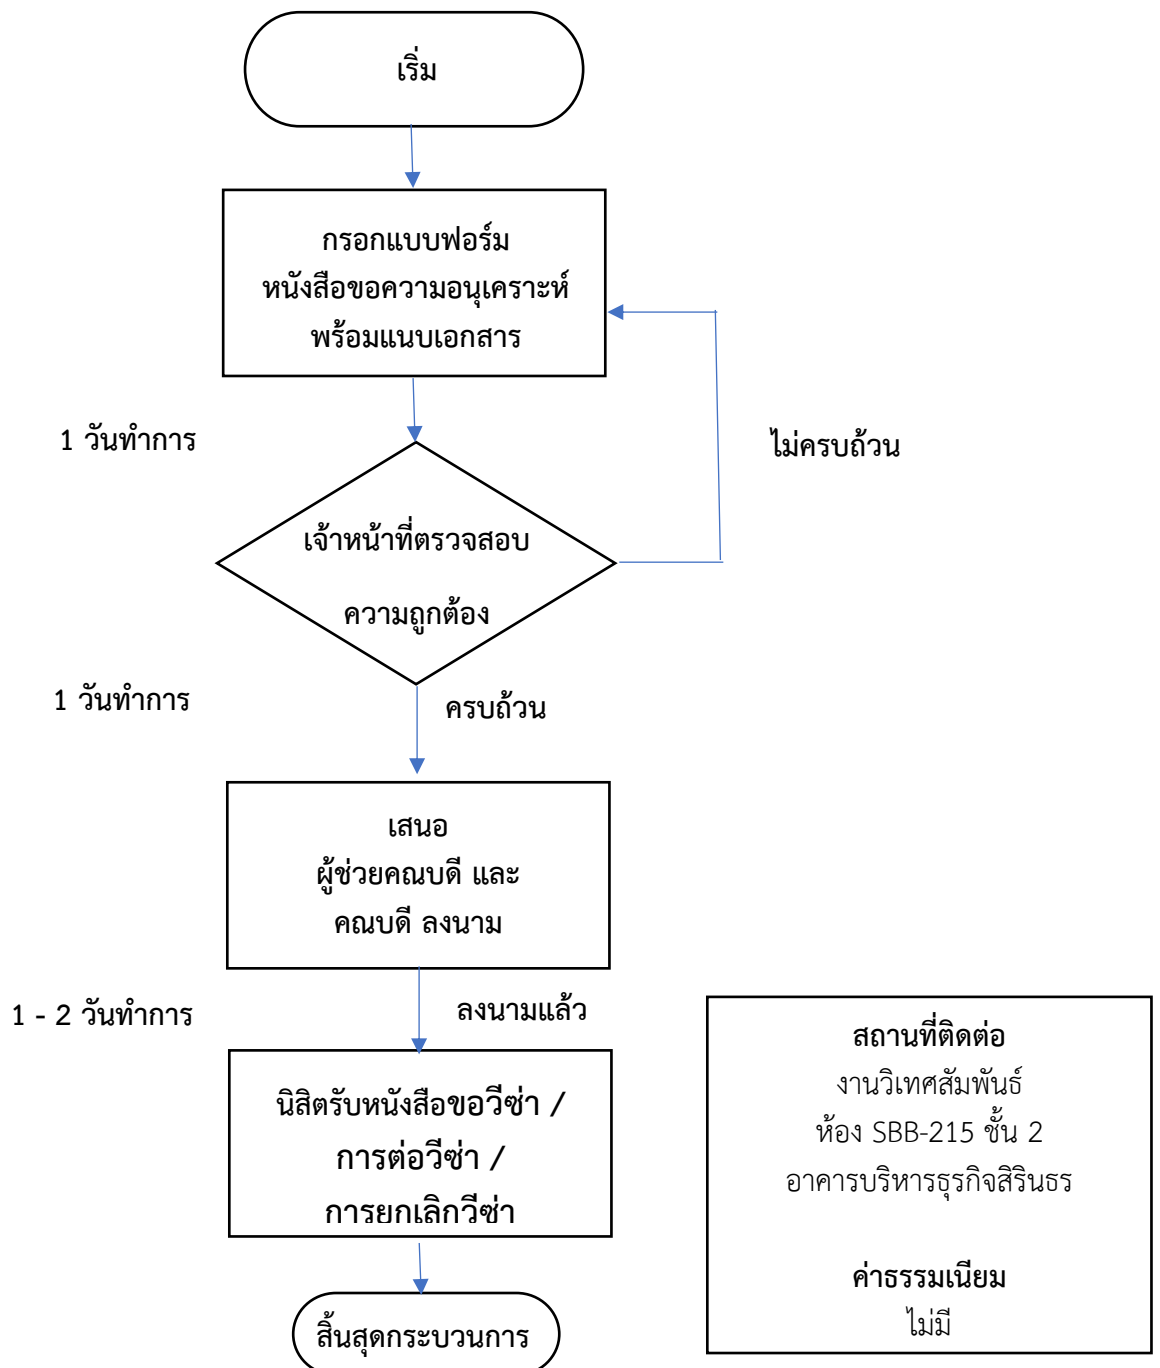 เริ่ม
กรอกแบบฟอร์ม
หนังสือขอความอนุเคราะห์
พร้อมแนบเอกสาร
1 วันทำการ
ไม่ครบถ้วน
เจ้าหน้าที่ตรวจสอบ
ความถูกต้อง
1 วันทำการ
ครบถ้วน
เสนอ
ผู้ช่วยคณบดี และ
คณบดี ลงนาม
1 - 2 วันทำการ
ลงนามแล้ว
นิสิตรับหนังสือขอวีซ่า /
การต่อวีซ่า /
การยกเลิกวีซ่า
สิ้นสุดกระบวนการ
สถานที่ติดต่อ
งานวิเทศสัมพันธ์
ห้อง SBB-215 ชั้น 2
อาคารบริหารธุรกิจสิรินธร
ค่าธรรมเนียม
ไม่มี